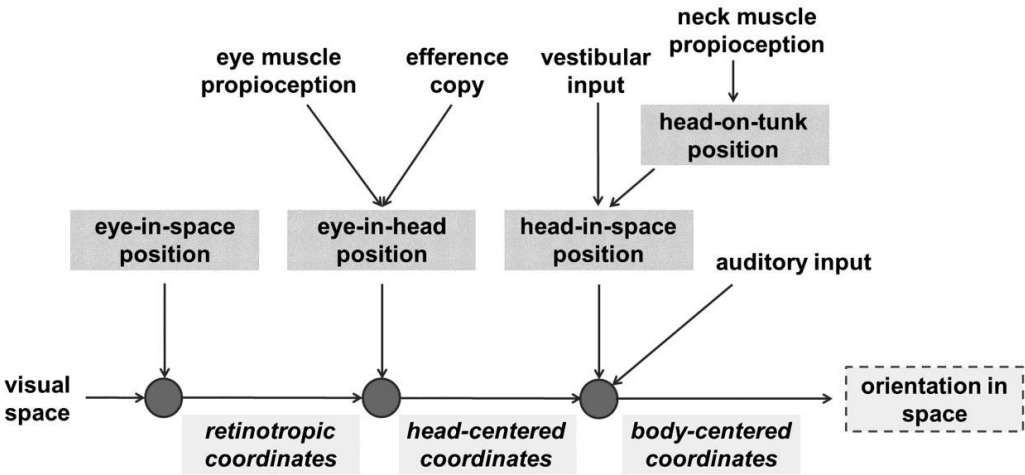 neck muscle
propioception
eye muscle
propioception
efference
copy
vestibular
input
head-on-tunk
position
eye-in-space
position
eye-in-head
position
head-in-space
position
auditory input
visual
space
orientation in
space
retinotropic
coordinates
head-centered
coordinates
body-centered
coordinates